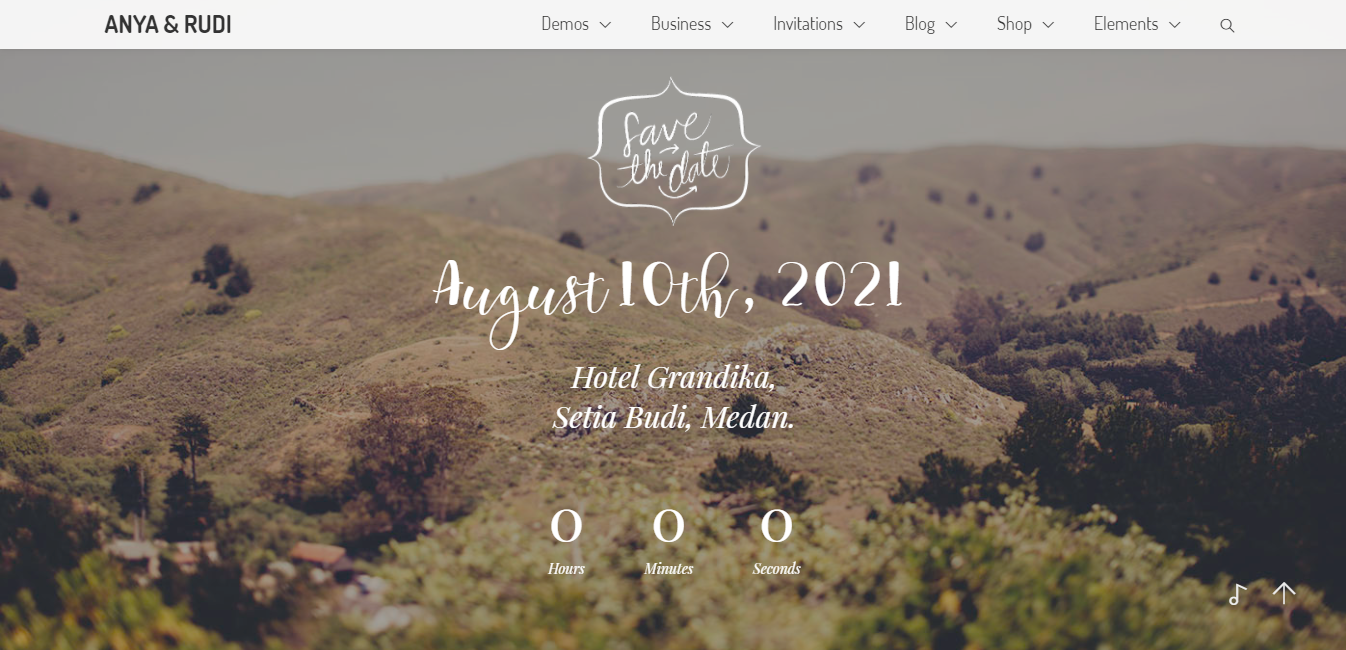 ANYA & RUDI
Demos Business Invitations Blog Shop Elements
save
the date
August 10th, 2021
Hotel Grandika,
Setia Budi, Medan.
0 0 0
Hours Minutes Seconds